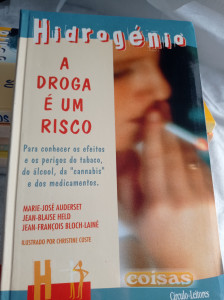 Hidrogénio
A
DROGA
É UM
RISCO
Para conhecer os efeitos
e os perigos do tabaco,
do álcool, da "cannabis"
e dos medicamentos.
MARIE-JOSÉ AUDERSET
JEAN-BLAISE HELD
JEAN-FRANÇOIS BLOCH-LAINÉ
ILUSTRADO POR CHRISTINE COSTE
H
coisas
Círculo-Leitores